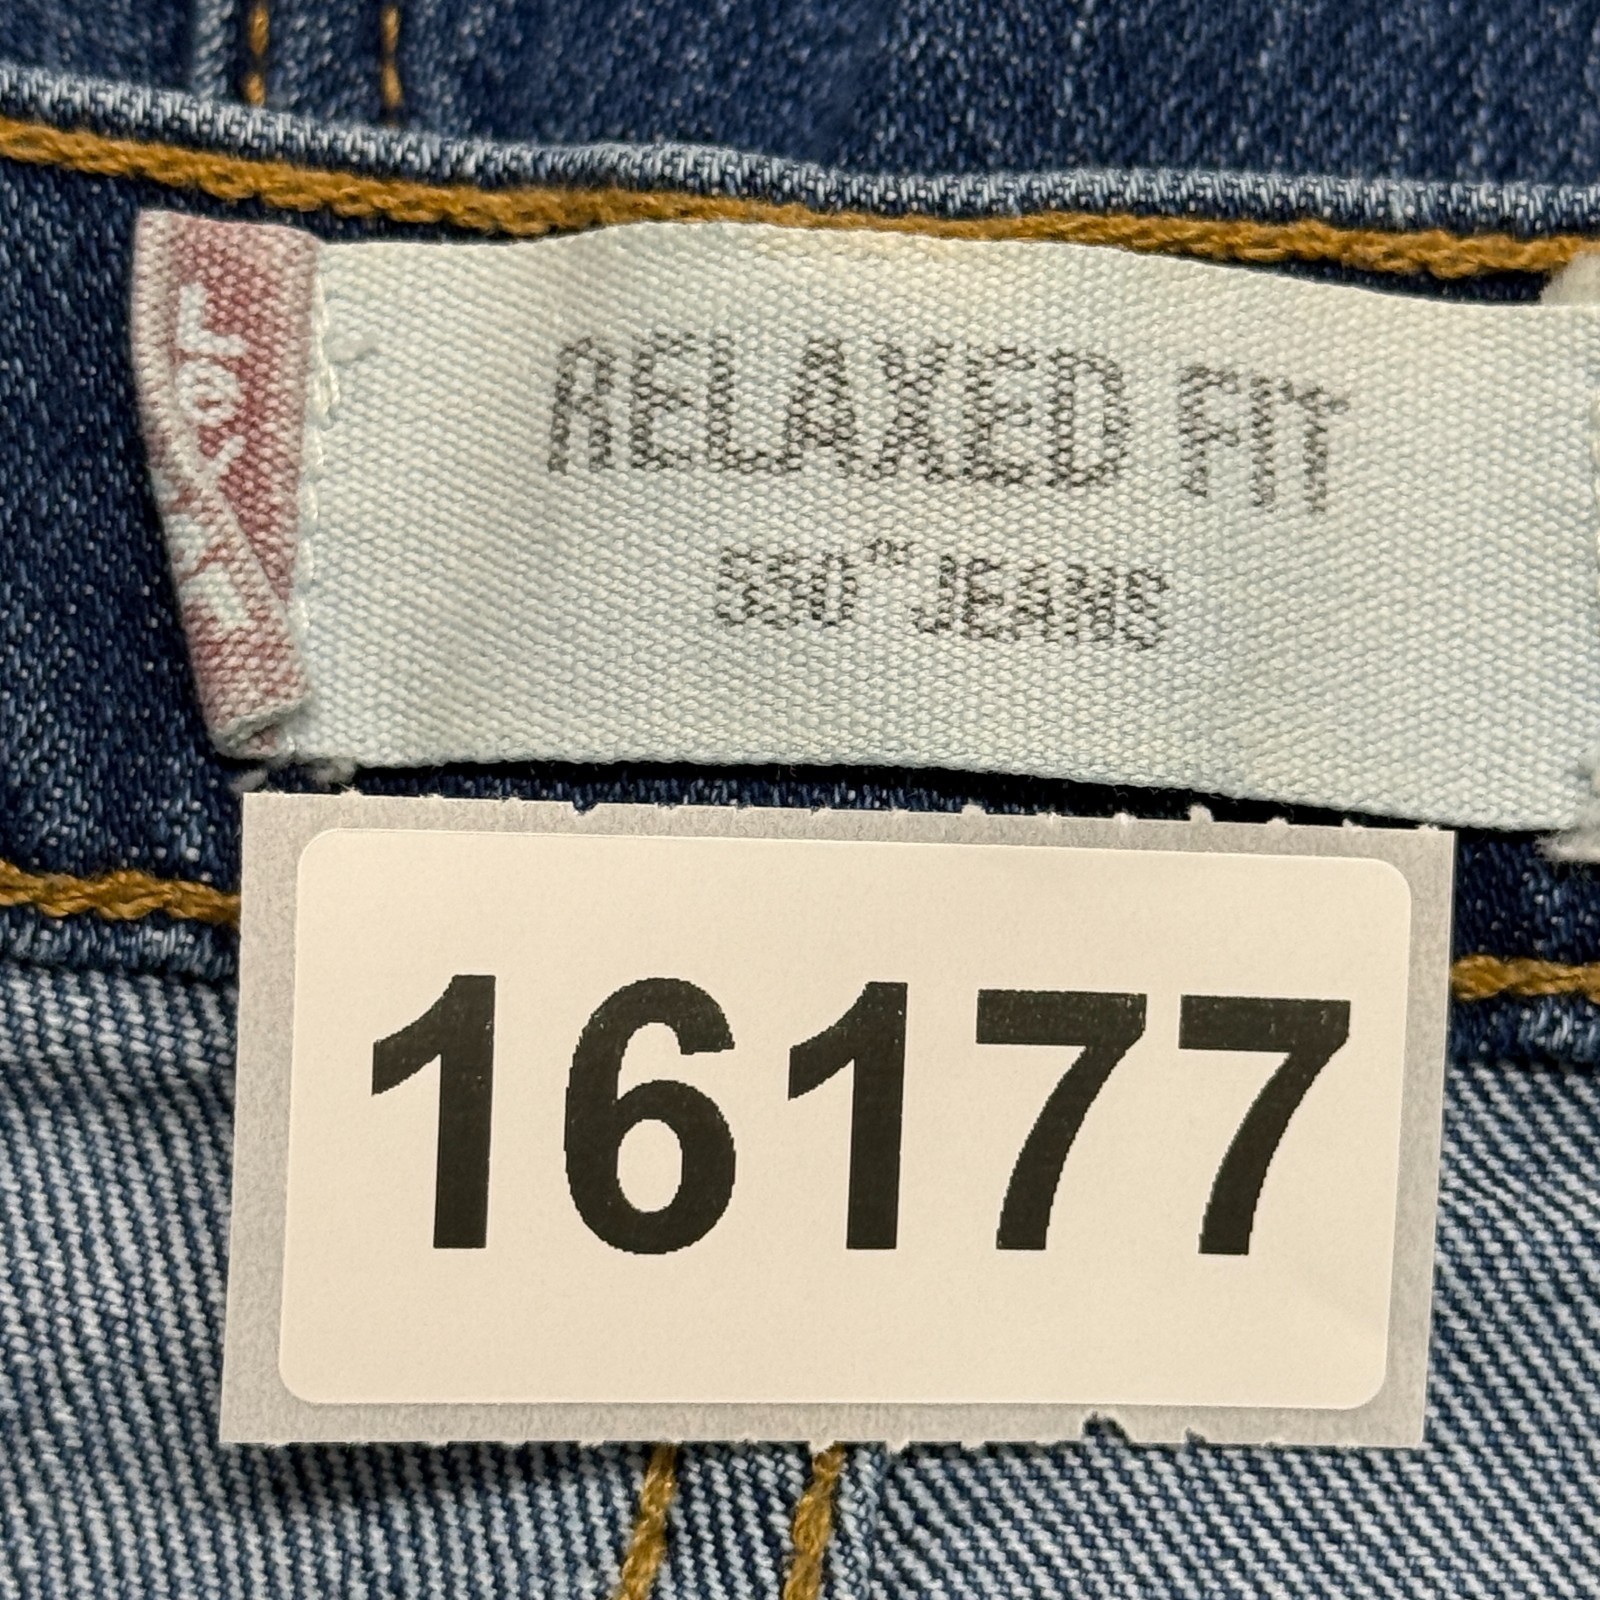 LEVI'S
RELAXED FIT
550™ JEANS
16177